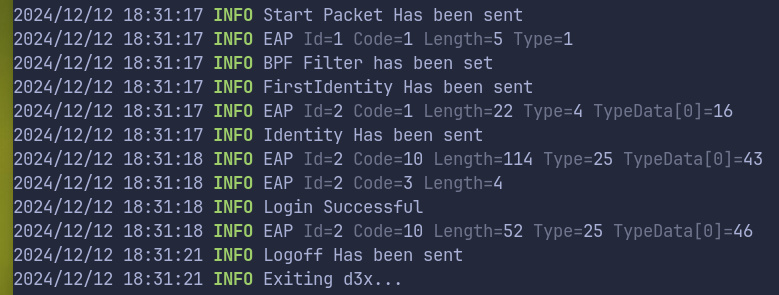 2024/12/12 18:31:17 INFO Start Packet Has been sent
2024/12/12 18:31:17 INFO EAP Id=1 Code=1 Length=5 Type=1
2024/12/12 18:31:17 INFO BPF Filter has been set
2024/12/12 18:31:17 INFO FirstIdentity Has been sent
2024/12/12 18:31:17 INFO EAP Id=2 Code=1 Length=22 Type=4 TypeData[0]=16
2024/12/12 18:31:17 INFO Identity Has been sent
2024/12/12 18:31:18 INFO EAP Id=2 Code=10 Length=114 Type=25 TypeData[0]=43
2024/12/12 18:31:18 INFO EAP Id=2 Code=3 Length=4
2024/12/12 18:31:18 INFO Login Successful
2024/12/12 18:31:18 INFO EAP Id=2 Code=10 Length=52 Type=25 TypeData[0]=46
2024/12/12 18:31:21 INFO Logoff Has been sent
2024/12/12 18:31:21 INFO Exiting d3x...